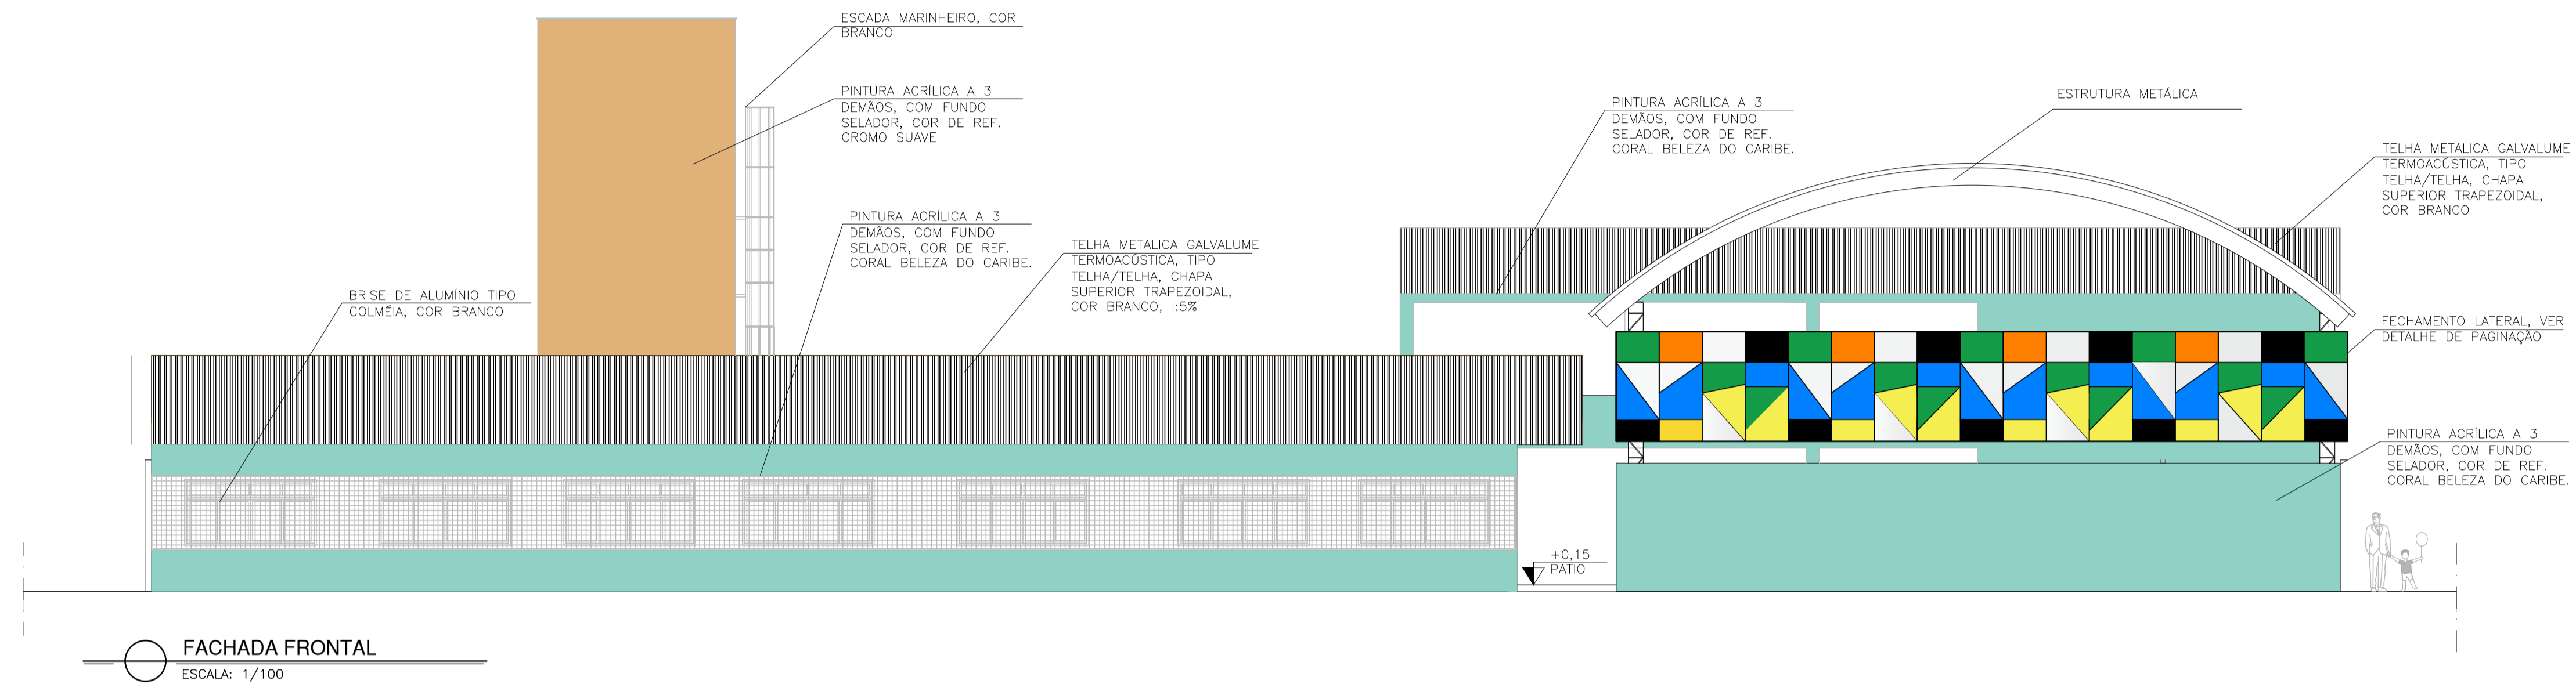 ESCADA MARINHEIRO, COR
BRANCO
PINTURA ACRÍLICA A 3
DEMÃOS, COM FUNDO
SELADOR, COR DE REF.
CROMO SUAVE
PINTURA ACRÍLICA A 3
DEMÃOS, COM FUNDO
SELADOR, COR DE REF.
CORAL BELEZA DO CARIBE.
TELHA METALICA GALVALUME
TERMOACÚSTICA, TIPO
TELHA/TELHA, CHAPA
SUPERIOR TRAPEZOIDAL,
COR BRANCO, I:5%
BRISE DE ALUMÍNIO TIPO
COLMÉIA, COR BRANCO
PINTURA ACRÍLICA A 3
DEMÃOS, COM FUNDO
SELADOR, COR DE REF.
CORAL BELEZA DO CARIBE.
ESTRUTURA METÁLICA
TELHA METALICA GALVALUME
TERMOACÚSTICA, TIPO
TELHA/TELHA, CHAPA
SUPERIOR TRAPEZOIDAL,
COR BRANCO
FECHAMENTO LATERAL, VER
DETALHE DE PAGINAÇÃO
PINTURA ACRÍLICA A 3
DEMÃOS, COM FUNDO
SELADOR, COR DE REF.
CORAL BELEZA DO CARIBE.
+0,15
PATIO
FACHADA FRONTAL
ESCALA: 1/100